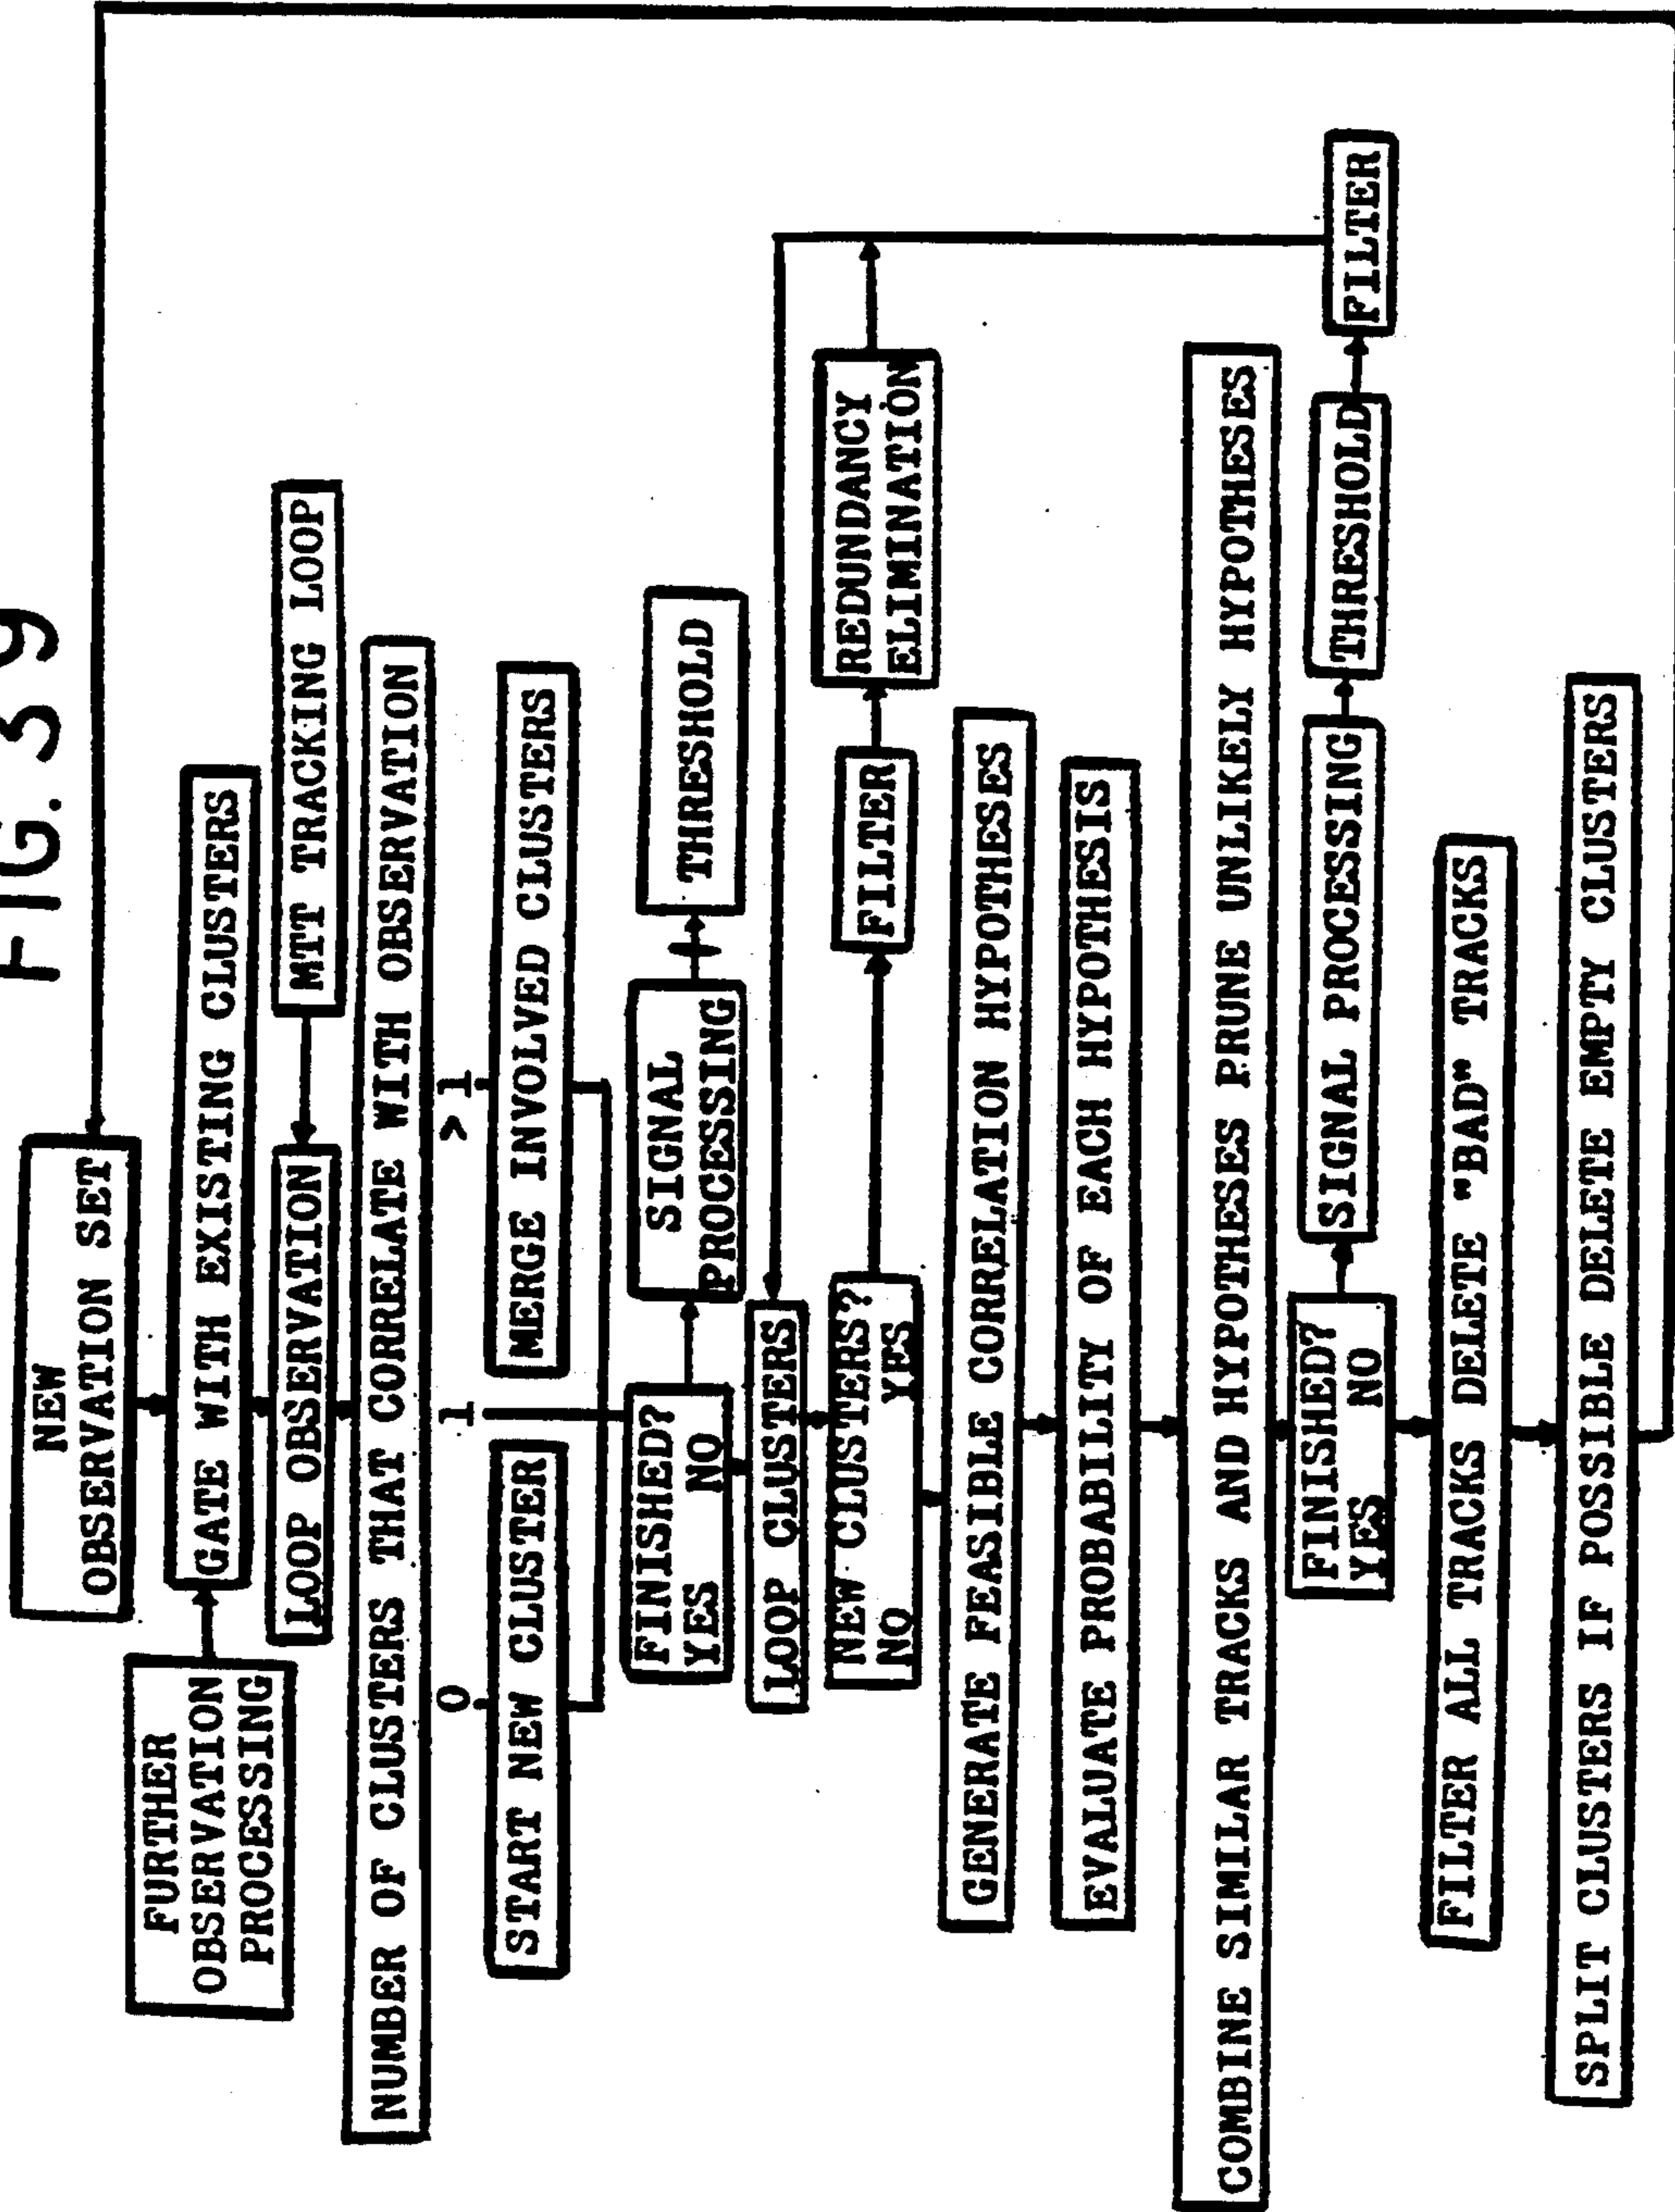 FIG. 39
NEW
OBSERVATION SET
FURTHER
OBSERVATION
PROCESSING
GATE WITH EXISTING CLUSTERS
LOOP OBSERVATION
MTT TRACKING LOOP
NUMBER OF CLUSTERS THAT CORRELATE WITH OBSERVATION
0
1
>1
START NEW CLUSTER
MERGE INVOLVED CLUSTERS
FINISHED?
YES NO
SIGNAL
PROCESSING
THRESHOLD
LOOP CLUSTERS
NEW CLUSTERS?
NO YES
FILTER
REDUNDANCY
ELIMINATION
GENERATE FEASIBLE CORRELATION HYPOTHESES
EVALUATE PROBABILITY OF EACH HYPOTHESIS
COMBINE SIMILAR TRACKS AND HYPOTHESES PRUNE UNLIKELY HYPOTHESES
FINISHED?
YES NO
SIGNAL PROCESSING
THRESHOLD
FILTER
FILTER ALL TRACKS DELETE "BAD" TRACKS
SPLIT CLUSTERS IF POSSIBLE DELETE EMPTY CLUSTERS